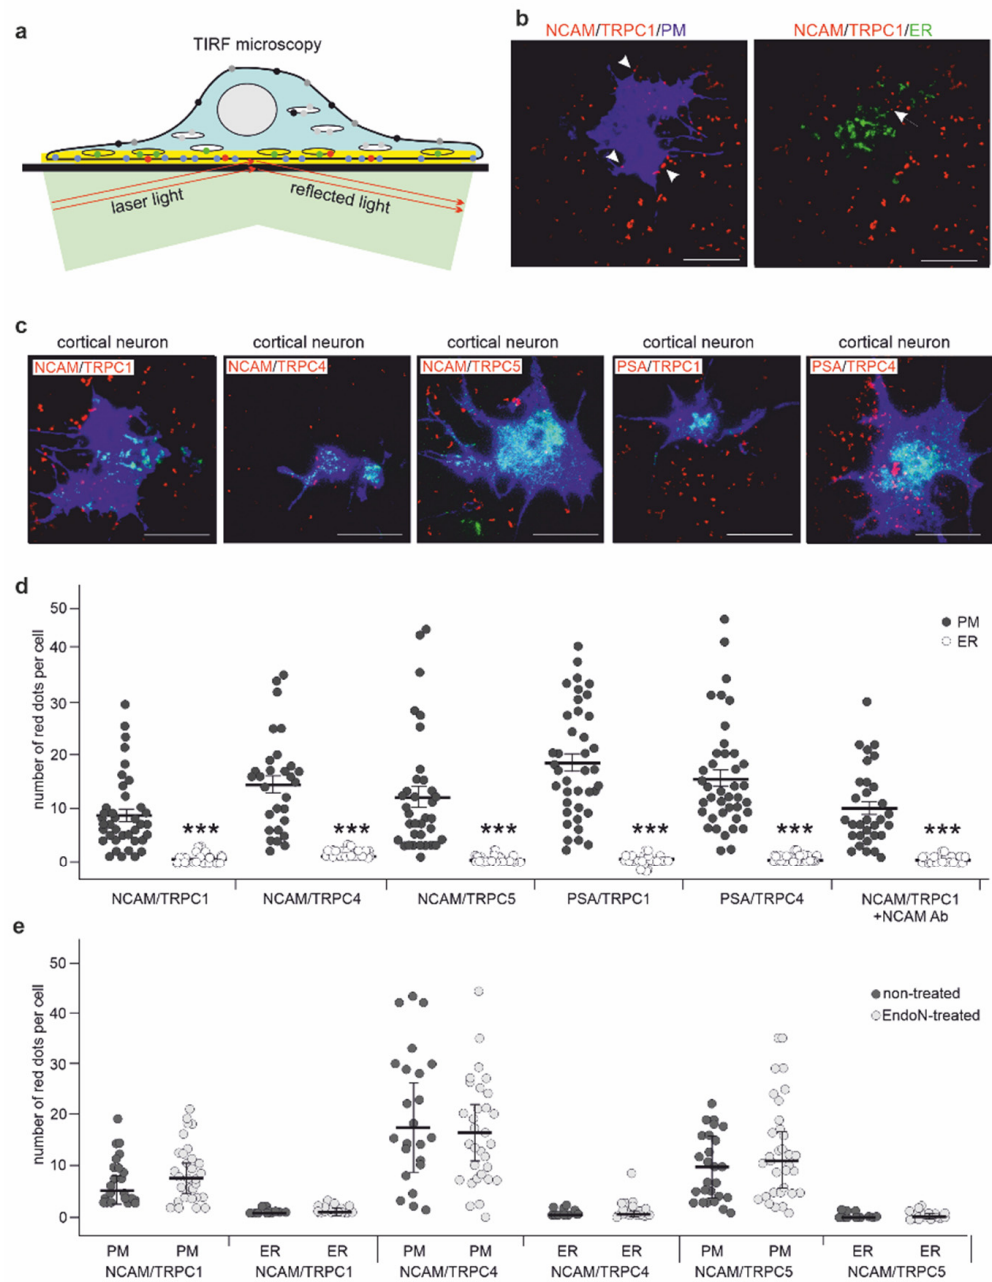 a
TIRF microscopy
laser light
reflected light
b
NCAM/TRPC1/PM
NCAM/TRPC1/ER
c
cortical neuron
cortical neuron
cortical neuron
cortical neuron
cortical neuron
NCAM/TRPC1
NCAM/TRPC4
NCAM/TRPC5
PSA/TRPC1
PSA/TRPC4
d
number of red dots per cell
50
40
30
20
10
0
PM
ER
***
***
***
***
***
***
NCAM/TRPC1
NCAM/TRPC4
NCAM/TRPC5
PSA/TRPC1
PSA/TRPC4
NCAM/TRPC1
+NCAM Ab
e
number of red dots per cell
50
40
30
20
10
0
non-treated
EndoN-treated
PM PM ER ER PM PM ER ER PM PM ER ER
NCAM/TRPC1
NCAM/TRPC1
NCAM/TRPC4
NCAM/TRPC4
NCAM/TRPC5
NCAM/TRPC5